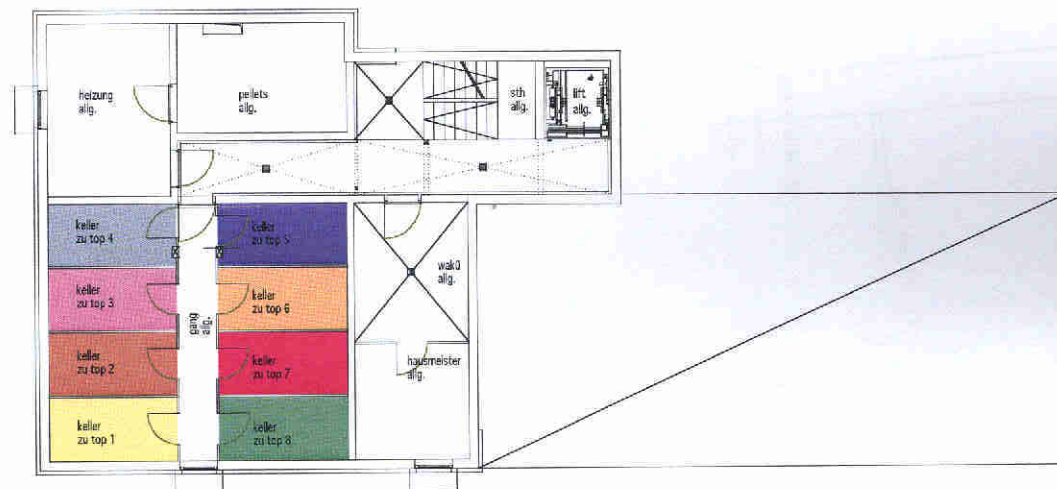 heizung
allg.
pellets
allg.
sth
allg.
lift
allg.
keller
zu top 4
keller
zu top 5
keller
zu top 3
keller
zu top 6
gang
allg.
wakü
allg.
keller
zu top 2
keller
zu top 7
hausmeister
allg.
keller
zu top 1
keller
zu top 8